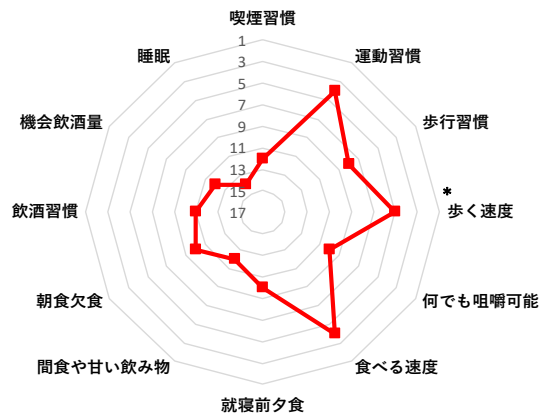 喫煙習慣
1
3
5
7
9
11
13
15
17
運動習慣
歩行習慣
*
歩く速度
何でも咀嚼可能
食べる速度
就寝前夕食
間食や甘い飲み物
朝食欠食
飲酒習慣
機会飲酒量
睡眠